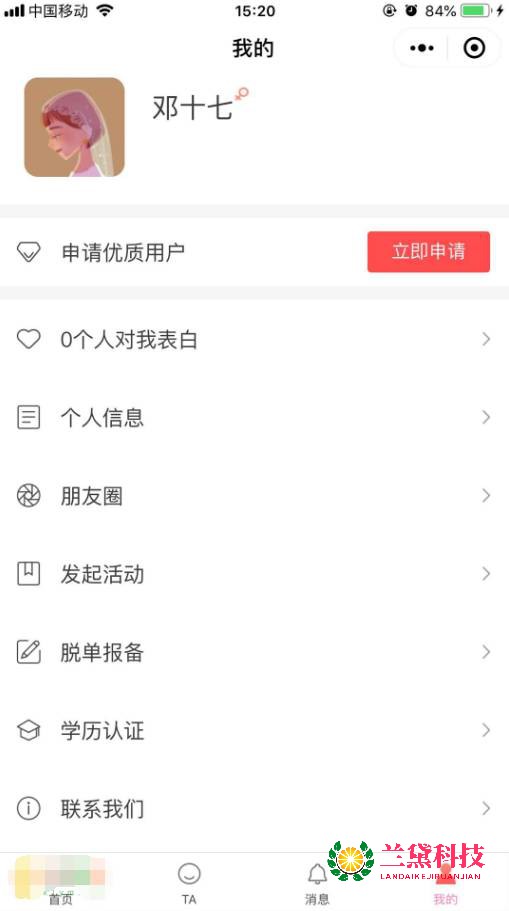 中国移动
15:20
84%
我的
邓十七
申请优质用户
立即申请
0个人对我表白
个人信息
朋友圈
发起活动
脱单报备
学历认证
联系我们
兰黛科技
LANDAIKEJIRUANJIAN
首页
TA
消息
我的